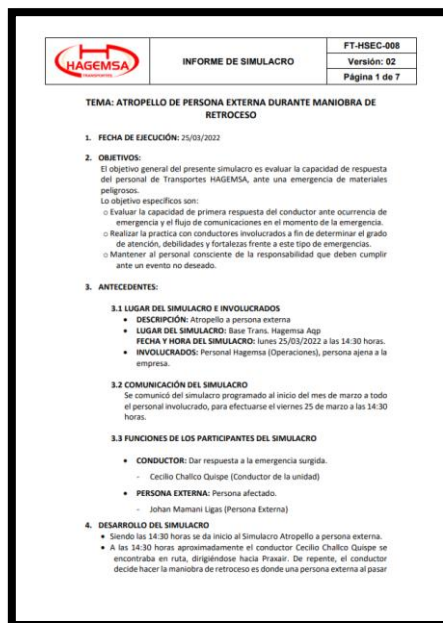 HAGEMSA
TRANSPORTES
INFORME DE SIMULACRO
FT-HSEC-008
Versión: 02
Página 1 de 7
TEMA: ATROPELLO DE PERSONA EXTERNA DURANTE MANIOBRA DE
RETROCESO
1. FECHA DE EJECUCIÓN: 25/03/2022
2. OBJETIVOS:
El objetivo general del presente simulacro es evaluar la capacidad de respuesta
del personal de Transportes HAGEMSA, ante una emergencia de materiales
peligrosos.
Lo objetivo específicos son:
o Evaluar la capacidad de primera respuesta del conductor ante ocurrencia de
emergencia y el flujo de comunicaciones en el momento de la emergencia.
o Realizar la practica con conductores involucrados a fin de determinar el grado
de atención, debilidades y fortalezas frente a este tipo de emergencias.
o Mantener al personal consciente de la responsabilidad que deben cumplir
ante un evento no deseado.
3. ANTECEDENTES:
3.1 LUGAR DEL SIMULACRO E INVOLUCRADOS
• DESCRIPCIÓN: Atropello a persona externa
• LUGAR DEL SIMULACRO: Base Trans. Hagemsa Aqp
FECHA Y HORA DEL SIMULACRO: lunes 25/03/2022 a las 14:30 horas.
• INVOLUCRADOS: Personal Hagemsa (Operaciones), persona ajena a la
empresa.
3.2 COMUNICACIÓN DEL SIMULACRO
Se comunicó del simulacro programado al inicio del mes de marzo a todo
el personal involucrado, para efectuarse el viernes 25 de marzo a las 14:30
horas.
3.3 FUNCIONES DE LOS PARTICIPANTES DEL SIMULACRO
• CONDUCTOR: Dar respuesta a la emergencia surgida.
- Cecilio Challco Quispe (Conductor de la unidad)
• PERSONA EXTERNA: Persona afectado.
- Johan Mamani Ligas (Persona Externa)
4. DESARROLLO DEL SIMULACRO
• Siendo las 14:30 horas se da inicio al Simulacro Atropello a persona externa.
• A las 14:30 horas aproximadamente el conductor Cecilio Challco Quispe se
encontraba en ruta, dirigiéndose hacia Praxair. De repente, el conductor
decide hacer la maniobra de retroceso es donde una persona externa al pasar